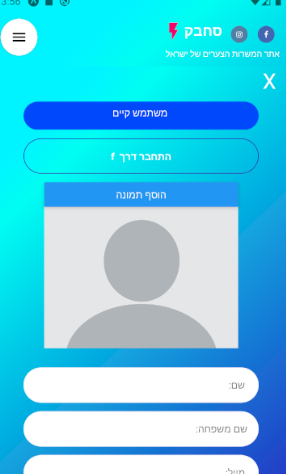 3:56
סחבק
אתר המשרות הצעירים של ישראל
X
משתמש קיים
התחבר דרך f
הוסף תמונה
שם:
שם משפחה:
מייל: